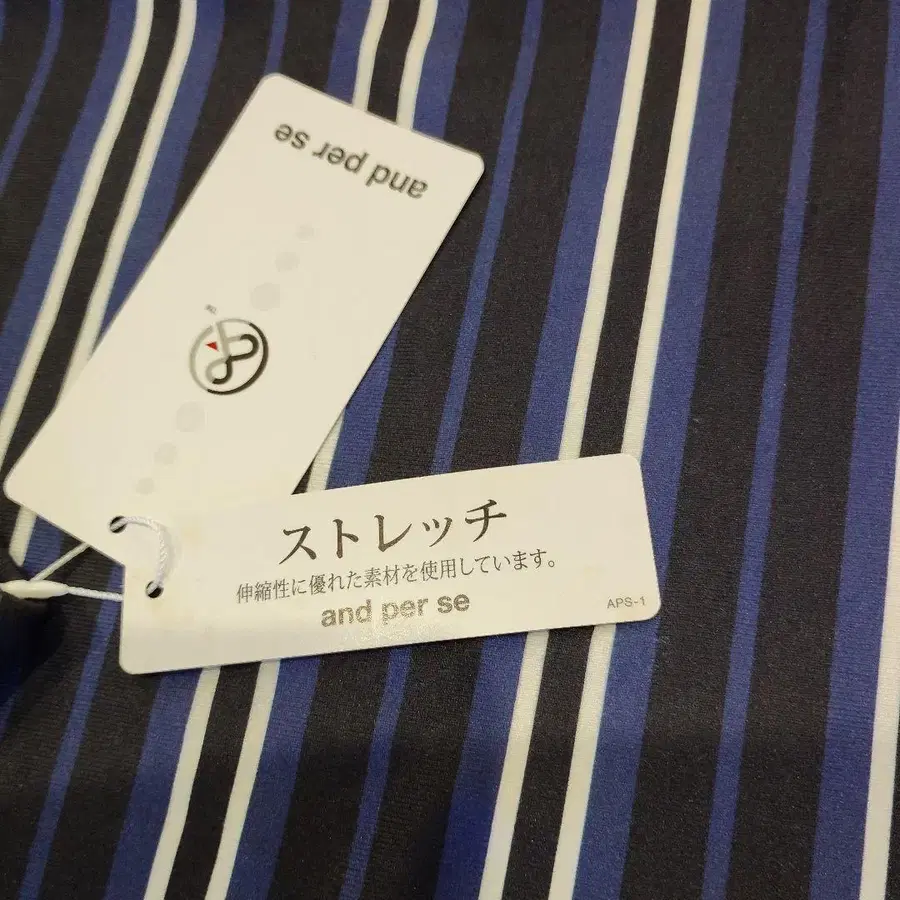 and per se
TM
ストレッチ
伸縮性に優れた素材を使用しています。
and per se
APS-1